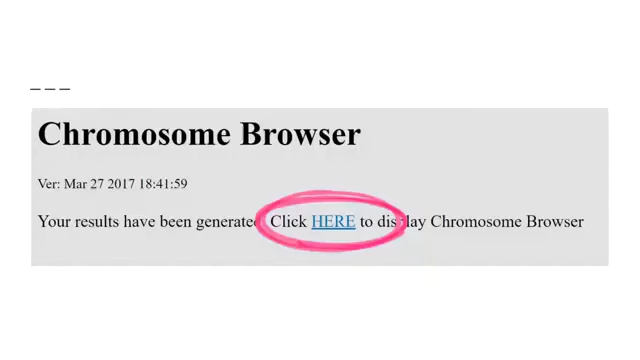 Chromosome Browser
Ver: Mar 27 2017 18:41:59
Your results have been generated Click HERE to display Chromosome Browser